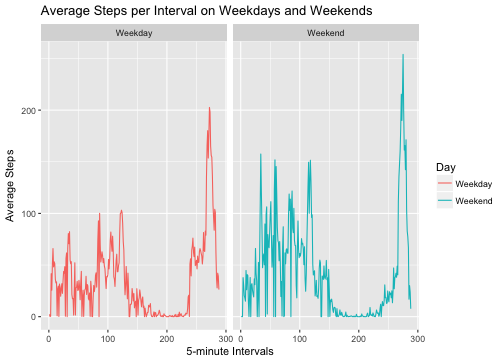 Average Steps per Interval on Weekdays and Weekends
Weekday Weekend
Average Steps
200
100
0
0 100 200 300 0 100 200 300
5-minute Intervals
Day
Weekday
Weekend